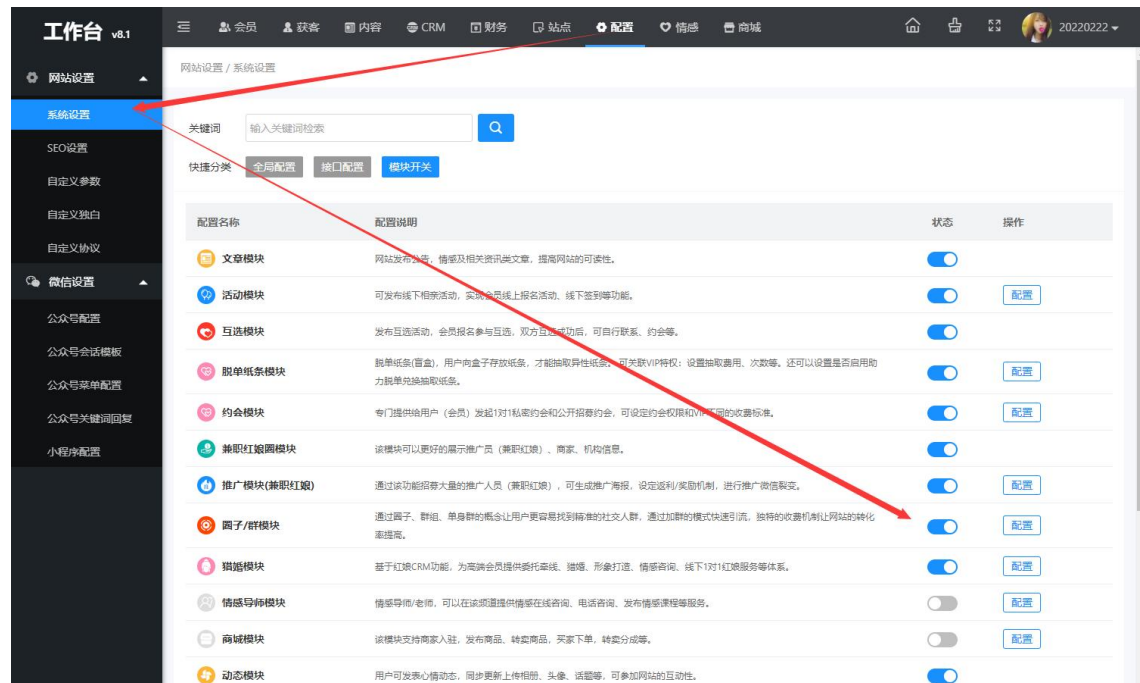 工作台 v8.1
会员 获客 内容 CRM 财务 站点 配置 情感 商城 20220222
网站设置
系统设置
SEO设置
自定义参数
自定义独白
自定义协议
微信设置
公众号配置
公众号会话模板
公众号菜单配置
公众号关键词回复
小程序配置
网站设置 / 系统设置
关键词 输入关键词检索
快捷分类 全局配置 接口配置 模块开关
配置名称 配置说明 状态 操作
文章模块 网站发布公告，情感及相关资讯类文章，提高网站的可读性。
活动模块 可发布线下相亲活动，实现会员线上报名活动、线下签到等功能。 配置
互选模块 发布互选活动，会员报名参与互选，双方互选成功后，可自行联系、约会等。
脱单纸条模块 脱单纸条(盲盒)，用户向盒子存放纸条，才能抽取异性纸条。可关联VIP特权：设置抽取费用、次数等。还可以设置是否启用助 配置
力脱单兑换抽取纸条。
约会模块 专门提供给用户（会员）发起1对1私密约会和公开招募约会，可设定约会权限和VIP不同的收费标准。 配置
兼职红娘圈模块 该模块可以更好的展示推广员（兼职红娘）、商家、机构信息。
推广模块(兼职红娘) 通过该功能招募大量的推广人员（兼职红娘），可生成推广海报，设定返利/奖励机制，进行推广微信裂变。 配置
圈子/群模块 通过圈子、群组、单身群的概念让用户更容易找到精准的社交人群，通过加群的模式快速引流，独特的收费机制让网站的转化 配置
率提高。
猎婚模块 基于红娘CRM功能，为高端会员提供委托牵线、猎婚、形象打造、情感咨询、线下1对1红娘服务等体系。 配置
情感导师模块 情感导师/老师，可以在该频道提供情感在线咨询、电话咨询、发布情感课程等服务。 配置
商城模块 该模块支持商家入驻，发布商品、转卖商品，买家下单，转卖分成等。 配置
动态模块 用户可发表心情动态，同步更新上传相册、头像、话题等，可参加网站的互动性。